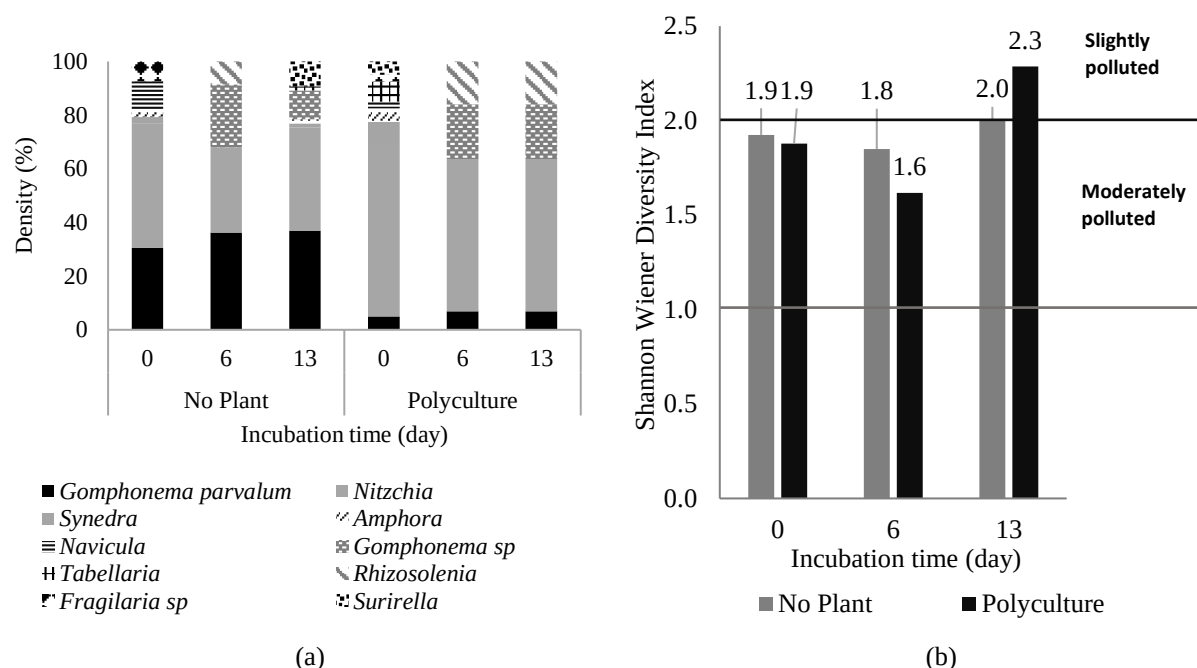 100
80
60
40
20
0
Density (%)
0 6 13 0 6 13
No Plant Polyculture
Incubation time (day)
Gomphonema parvalum Nitzchia
Synedra Amphora
Navicula Gomphonema sp
Tabellaria Rhizosolenia
Fragilaria sp Surirella
(a)
2.5
2.0
1.5
1.0
0.5
0.0
Shannon Wiener Diversity Index
1.9 1.9 1.8 1.6 2.0 2.3
Slightly
polluted
Moderately
polluted
0 6 13
Incubation time (day)
No Plant Polyculture
(b)